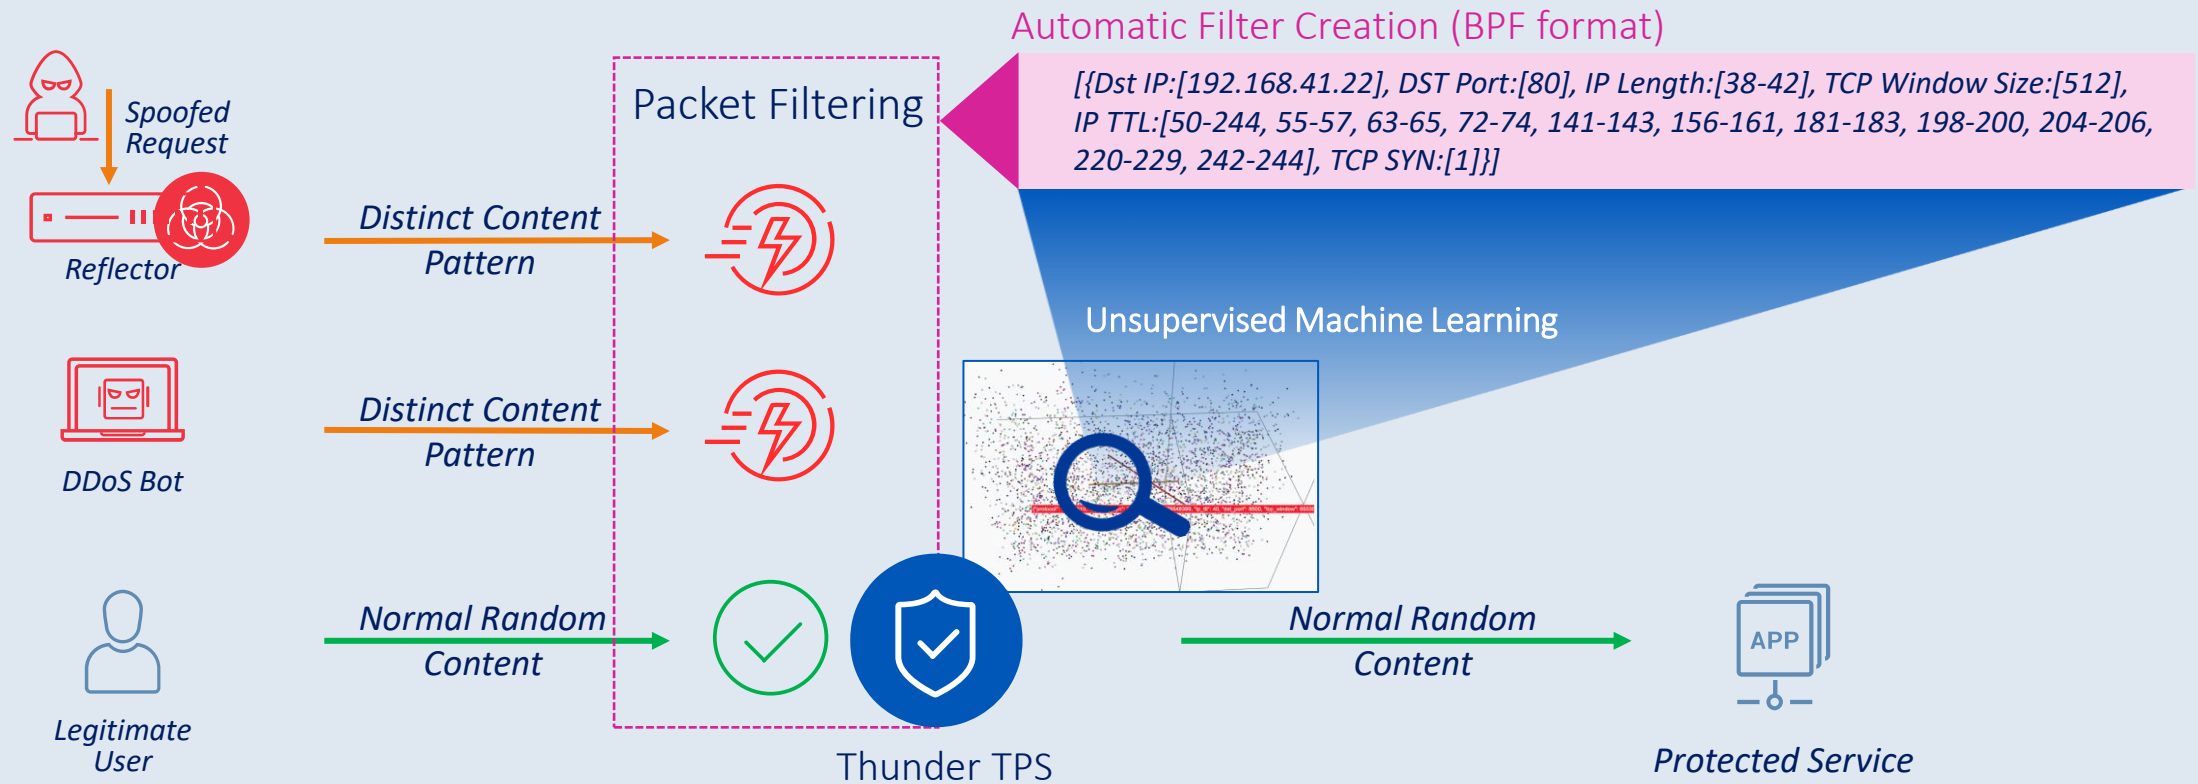 Automatic Filter Creation (BPF format)
[{Dst IP:[192.168.41.22], DST Port:[80], IP Length:[38-42], TCP Window Size:[512],
IP TTL:[50-244, 55-57, 63-65, 72-74, 141-143, 156-161, 181-183, 198-200, 204-206,
220-229, 242-244], TCP SYN:[1]}]
Packet Filtering
Spoofed
Request
Reflector
Distinct Content
Pattern
Unsupervised Machine Learning
DDoS Bot
Distinct Content
Pattern
Legitimate
User
Normal Random
Content
Thunder TPS
Normal Random
Content
APP
Protected Service